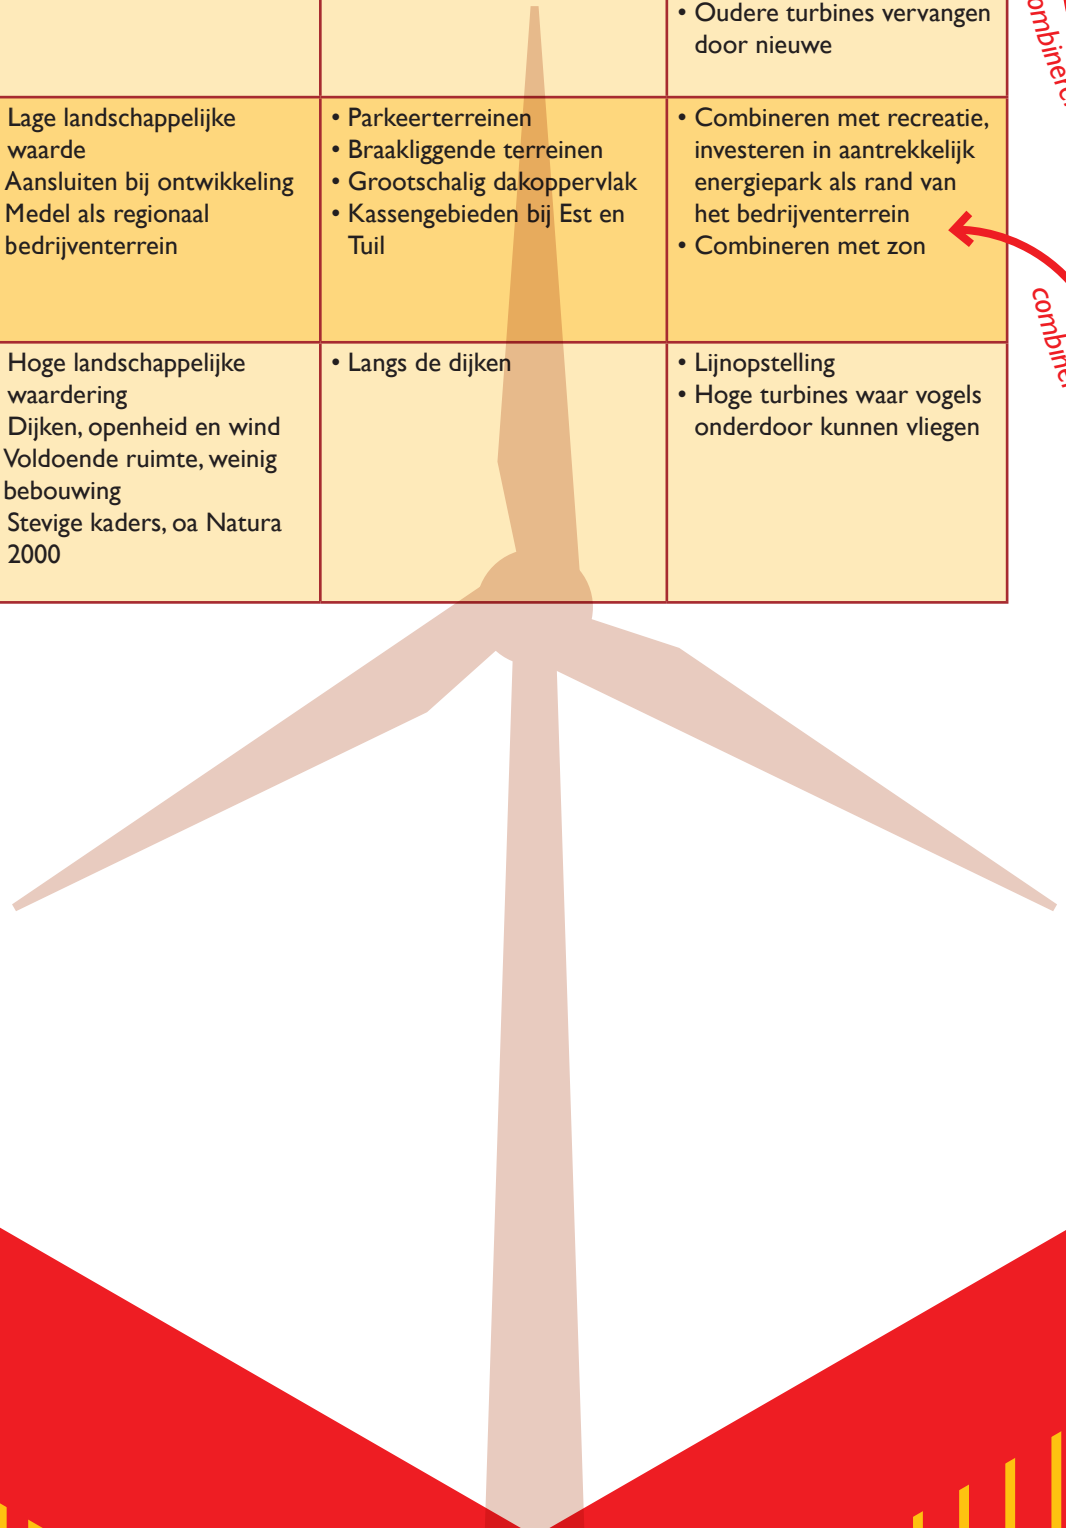 • Oudere turbines vervangen
door nieuwe
Lage landschappelijke
waarde
Aansluiten bij ontwikkeling
Medel als regionaal
bedrijventerrein
• Parkeerterreinen
• Braakliggende terreinen
• Grootschalig dakoppervlak
• Kassengebieden bij Est en
Tuil
• Combineren met recreatie,
investeren in aantrekkelijk
energiepark als rand van
het bedrijventerrein
• Combineren met zon
Hoge landschappelijke
waardering
Dijken, openheid en wind
Voldoende ruimte, weinig
bebouwing
Stevige kaders, oa Natura
2000
• Langs de dijken
• Lijnopstelling
• Hoge turbines waar vogels
onderdoor kunnen vliegen